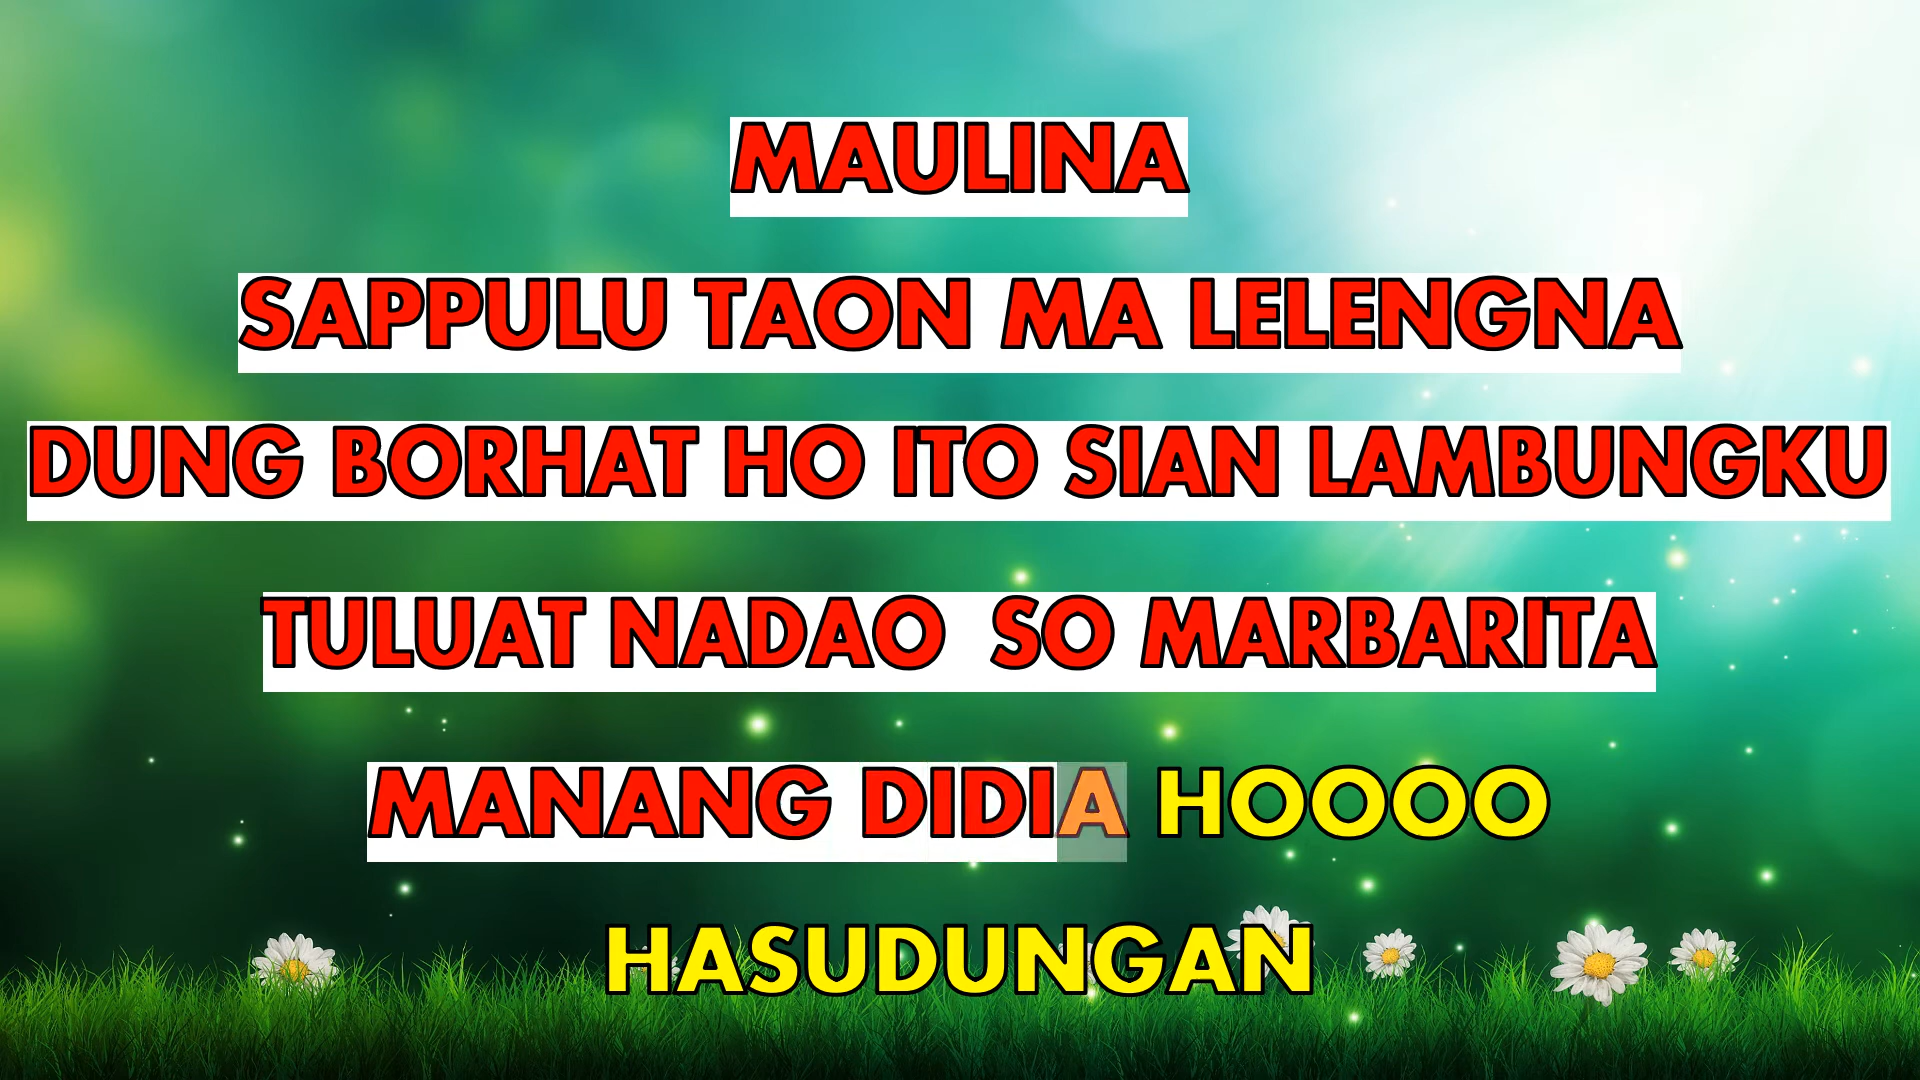 MAULINA
SAPPULU TAON MA LELENGNA
DUNG BORHAT HO ITO SIAN LAMBUNGKU
TULUAT NADAO  SO MARBARITA
MANANG DIDIA HOOOO
HASUDUNGAN